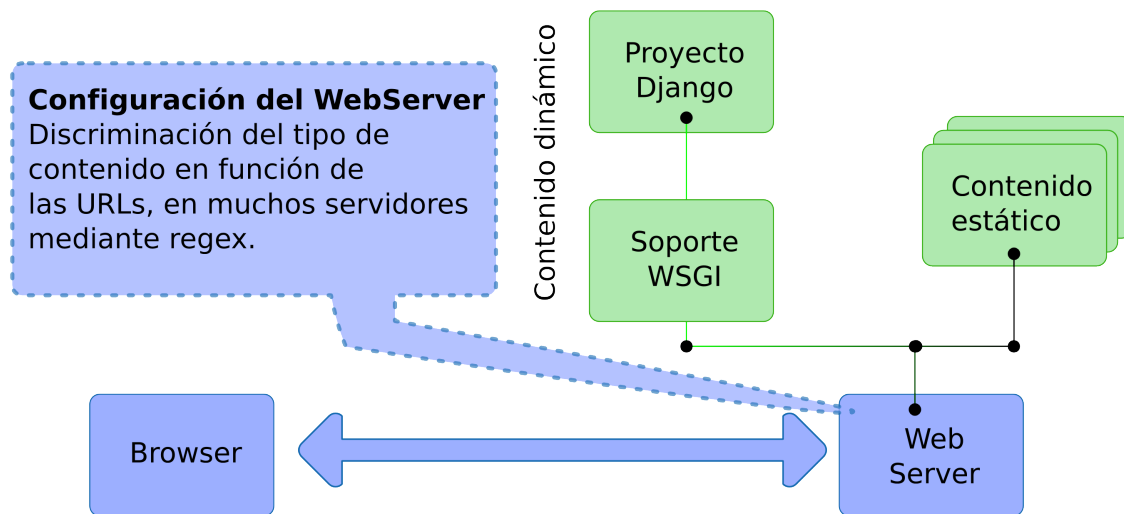 Configuración del WebServer
Discriminación del tipo de
contenido en función de
las URLs, en muchos servidores
mediante regex.
Contenido dinámico
Proyecto
Django
Soporte
WSGI
Contenido
estático
Browser
Web
Server